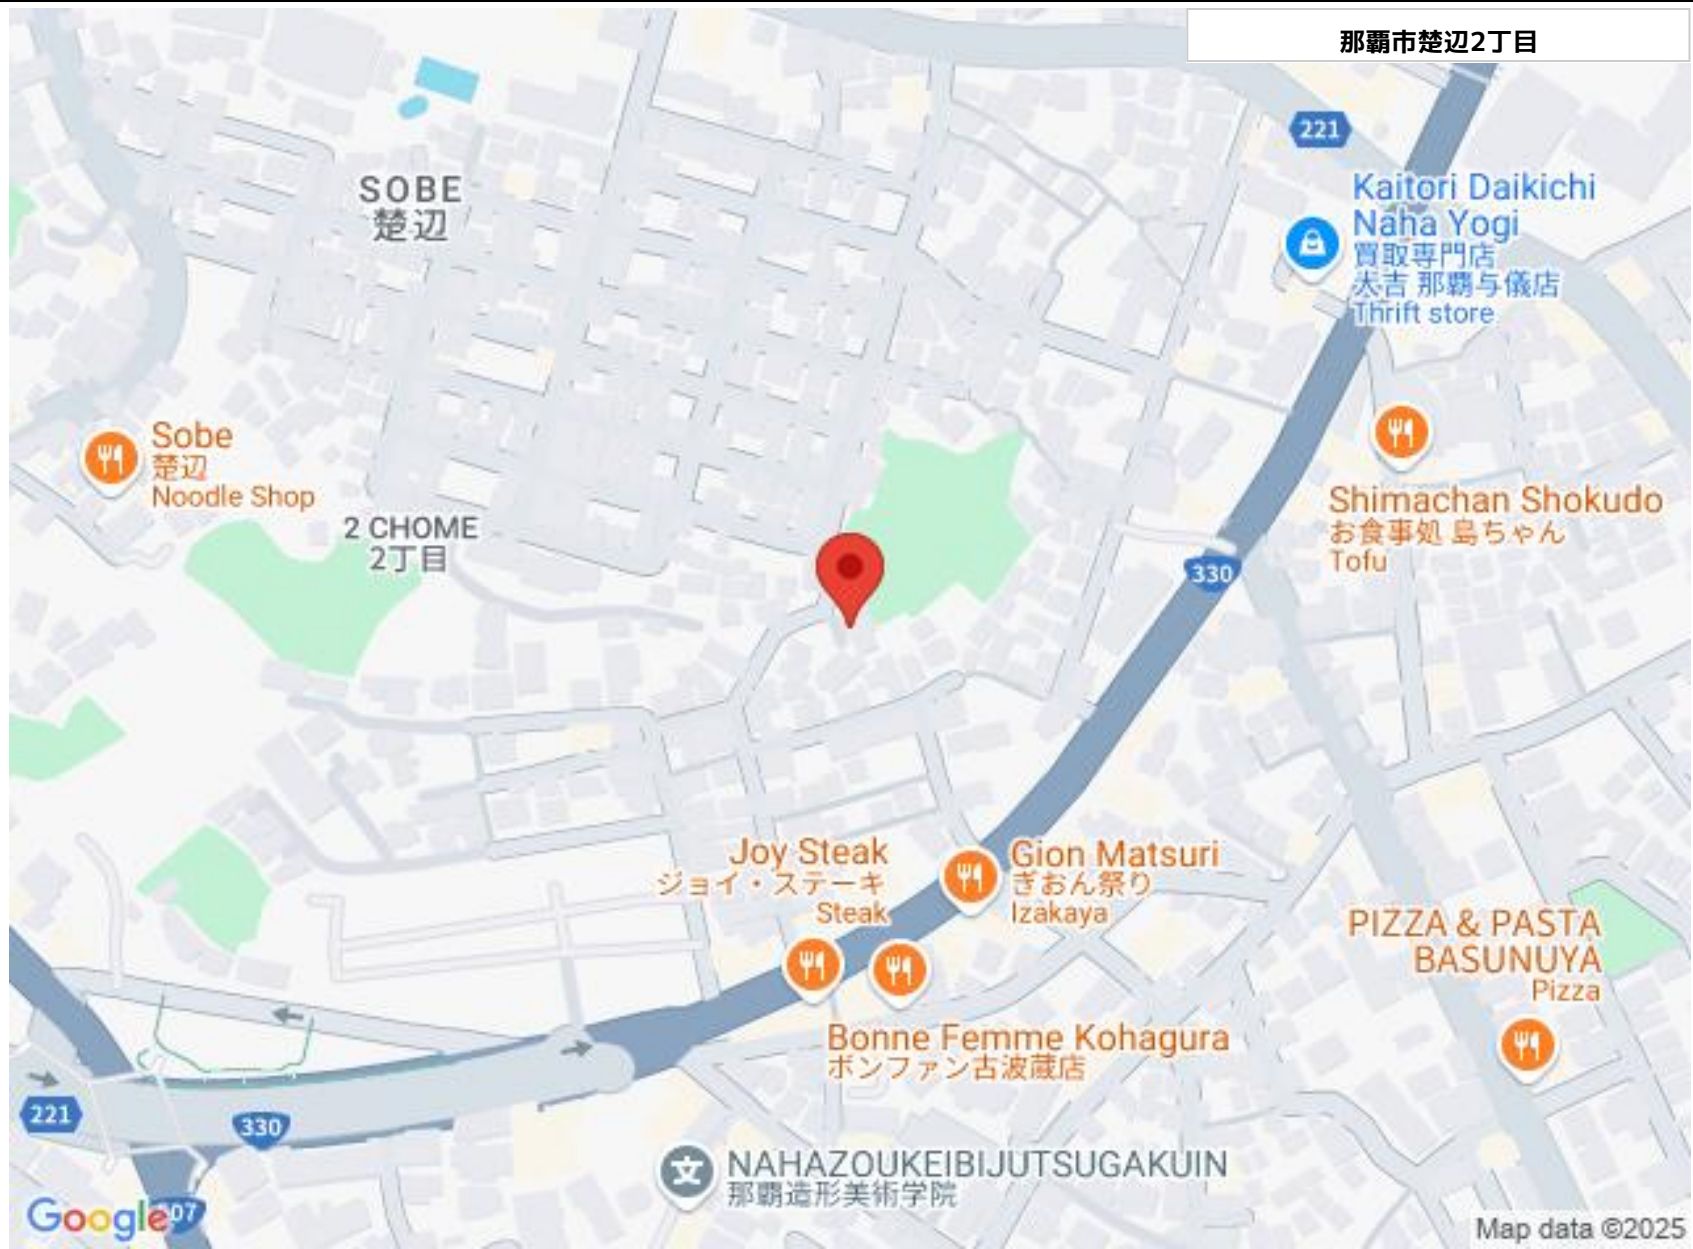 那覇市楚辺2丁目
221
Kaitori Daikichi
Naha Yogi
買取専門店
大吉 那覇与儀店
Thrift store
SOBE
楚辺
Sobe
楚辺
Noodle Shop
2 CHOME
2丁目
Shimachan Shokudo
お食事処 島ちゃん
Tofu
330
Joy Steak
ジョイ・ステーキ
Steak
Gion Matsuri
ぎおん祭り
Izakaya
PIZZA & PASTA
BASUNUYA
Pizza
Bonne Femme Kohagura
ボンファン古波蔵店
221
330
NAHAZOUKEIBIJUTSUGAKUIN
那覇造形美術学院
Google
Map data ©2025